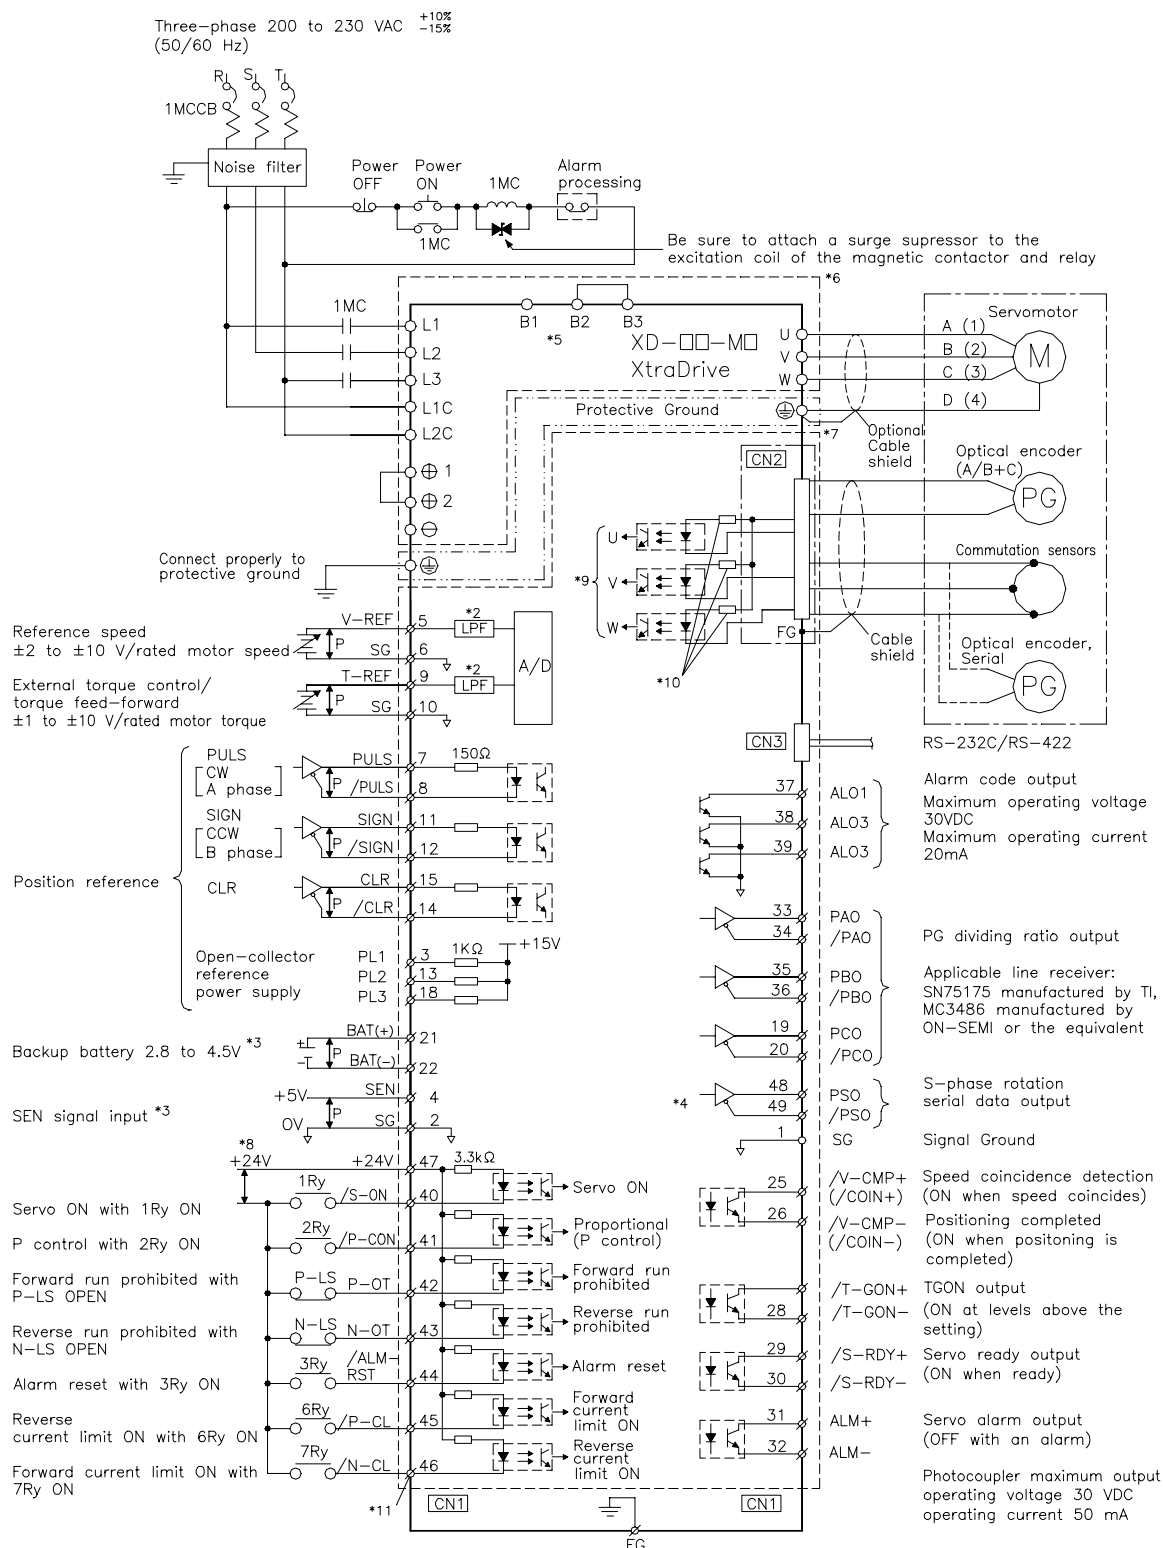 Three-phase 200 to 230 VAC +10% -15%
(50/60 Hz)
R S T
1MCCB
Noise filter
Power OFF
Power ON
1MC
Alarm processing
1MC
Be sure to attach a surge supressor to the
excitation coil of the magnetic contactor and relay
*6
1MC
L1
L2
L3
L1C
L2C
1
2
B1 B2 B3
*5
XD-□□-M□
XtraDrive
U
V
W
A (1)
B (2)
C (3)
D (4)
Servomotor
M
Protective Ground
*7
Optional
Cable
shield
CN2
Optical encoder
(A/B+C)
PG
Commutation sensors
*9
U
V
W
*10
FG
Cable
shield
Optical encoder,
Serial
PG
Connect properly to
protective ground
Reference speed
±2 to ±10 V/rated motor speed
P
V-REF 5
*2
LPF
SG 6
A/D
External torque control/
torque feed-forward
±1 to ±10 V/rated motor torque
P
T-REF 9
*2
LPF
SG 10
CN3
RS-232C/RS-422
Position reference
PULS
CW
A phase
P
PULS 7
150Ω
/PULS 8
SIGN
CCW
B phase
P
SIGN 11
/SIGN 12
CLR
P
CLR 15
/CLR 14
Open-collector
reference
power supply
PL1 3
1KΩ
+15V
PL2 13
PL3 18
37 ALO1
38 ALO3
39 ALO3
Alarm code output
Maximum operating voltage
30VDC
Maximum operating current
20mA
33 PAO
34 /PAO
35 PBO
36 /PBO
19 PCO
20 /PCO
PG dividing ratio output
Applicable line receiver:
SN75175 manufactured by TI,
MC3486 manufactured by
ON-SEMI or the equivalent
Backup battery 2.8 to 4.5V *3
+
-
P
BAT(+) 21
BAT(-) 22
SEN signal input *3
+5V
0V
P
SEN 4
SG 2
*4
48 PSO
49 /PSO
S-phase rotation
serial data output
1 SG
Signal Ground
*8
+24V
+24V 47
3.3kΩ
Servo ON with 1Ry ON
1Ry
/S-ON 40
Servo ON
P control with 2Ry ON
2Ry
/P-CON 41
Proportional
(P control)
Forward run prohibited with
P-LS OPEN
P-LS
P-OT 42
Forward run
prohibited
Reverse run prohibited with
N-LS OPEN
N-LS
N-OT 43
Reverse run
prohibited
Alarm reset with 3Ry ON
3Ry
/ALM-
RST 44
Alarm reset
Reverse
current limit ON with 6Ry ON
6Ry
/P-CL 45
Forward
current
limit ON
Forward current limit ON with
7Ry ON
7Ry
/N-CL 46
Reverse
current
limit ON
25 /V-CMP+
(/COIN+)
26 /V-CMP-
(/COIN-)
Speed coincidence detection
(ON when speed coincides)
Positioning completed
(ON when positoning is
completed)
/T-GON+
28 /T-GON-
TGON output
(ON at levels above the
setting)
29 /S-RDY+
30 /S-RDY-
Servo ready output
(ON when ready)
31 ALM+
32 ALM-
Servo alarm output
(OFF with an alarm)
Photocoupler maximum output
operating voltage 30 VDC
operating current 50 mA
*11
CN1
CN1
FG